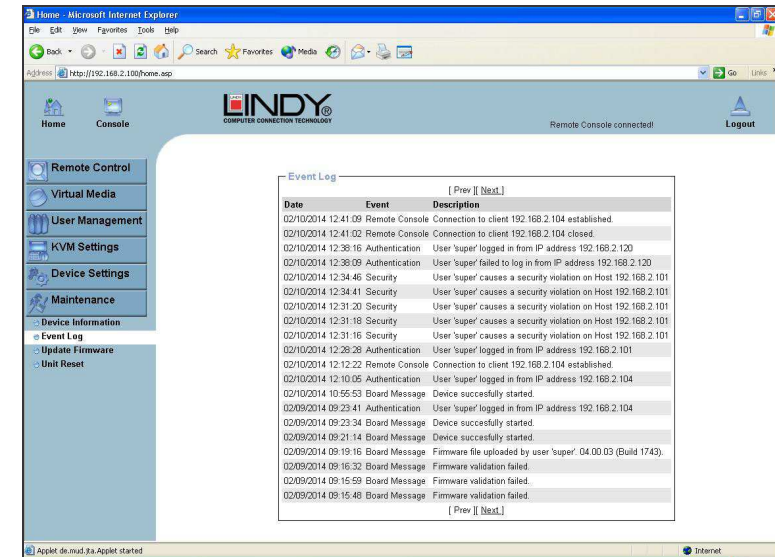 Home - Microsoft Internet Explorer
File Edit View Favorites Tools Help
Back Search Favorites Media
Address http://192.168.2.100/home.asp Go Links
Home Console LINDY® Remote Console connected! Logout
COMPUTER CONNECTION TECHNOLOGY
Remote Control
Virtual Media
User Management
KVM Settings
Device Settings
Maintenance
Device Information
Event Log
Update Firmware
Unit Reset
Event Log
[ Prev ][ Next ]
Date Event Description
02/10/2014 12:41:09 Remote Console Connection to client 192.168.2.104 established.
02/10/2014 12:41:02 Remote Console Connection to client 192.168.2.104 closed.
02/10/2014 12:38:16 Authentication User 'super' logged in from IP address 192.168.2.120
02/10/2014 12:38:09 Authentication User 'super' failed to log in from IP address 192.168.2.120
02/10/2014 12:34:46 Security User 'super' causes a security violation on Host 192.168.2.101
02/10/2014 12:34:41 Security User 'super' causes a security violation on Host 192.168.2.101
02/10/2014 12:31:20 Security User 'super' causes a security violation on Host 192.168.2.101
02/10/2014 12:31:18 Security User 'super' causes a security violation on Host 192.168.2.101
02/10/2014 12:31:16 Security User 'super' causes a security violation on Host 192.168.2.101
02/10/2014 12:28:28 Authentication User 'super' logged in from IP address 192.168.2.101
02/10/2014 12:12:22 Remote Console Connection to client 192.168.2.104 established.
02/10/2014 12:10:05 Authentication User 'super' logged in from IP address 192.168.2.104
02/10/2014 10:55:53 Board Message Device succesfully started.
02/09/2014 09:23:41 Authentication User 'super' logged in from IP address 192.168.2.104
02/09/2014 09:23:34 Board Message Device succesfully started.
02/09/2014 09:21:14 Board Message Device succesfully started.
02/09/2014 09:19:16 Board Message Firmware file uploaded by user 'super'. 04.00.03 (Build 1743).
02/09/2014 09:16:32 Board Message Firmware validation failed.
02/09/2014 09:15:59 Board Message Firmware validation failed.
02/09/2014 09:15:48 Board Message Firmware validation failed.
[ Prev ][ Next ]
Applet de.mud.jta.Applet started Internet